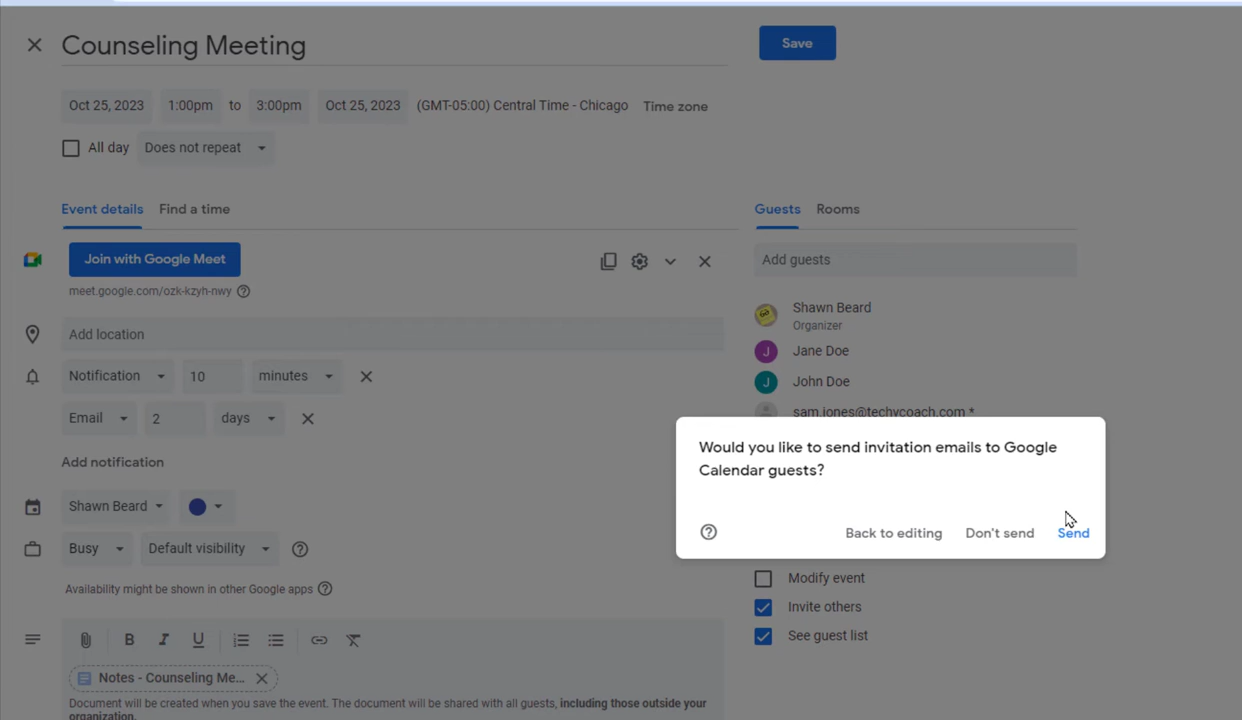 Counseling Meeting
Save
Oct 25, 2023 1:00pm to 3:00pm Oct 25, 2023 (GMT-05:00) Central Time - Chicago Time zone
All day Does not repeat
Event details Find a time
Guests Rooms
Join with Google Meet
Add guests
meet.google.com/ozk-kzyh-nwy
Shawn Beard
Organizer
Add location
Jane Doe
Notification 10 minutes
John Doe
sam.jones@techycoach.com *
Email 2 days
Add notification
Would you like to send invitation emails to Google
Calendar guests?
Back to editing Don't send Send
Shawn Beard
Busy Default visibility
Availability might be shown in other Google apps
Modify event
Invite others
See guest list
B I U
Notes - Counseling Me...
Document will be created when you save the event. The document will be shared with all guests, including those outside your
organization.